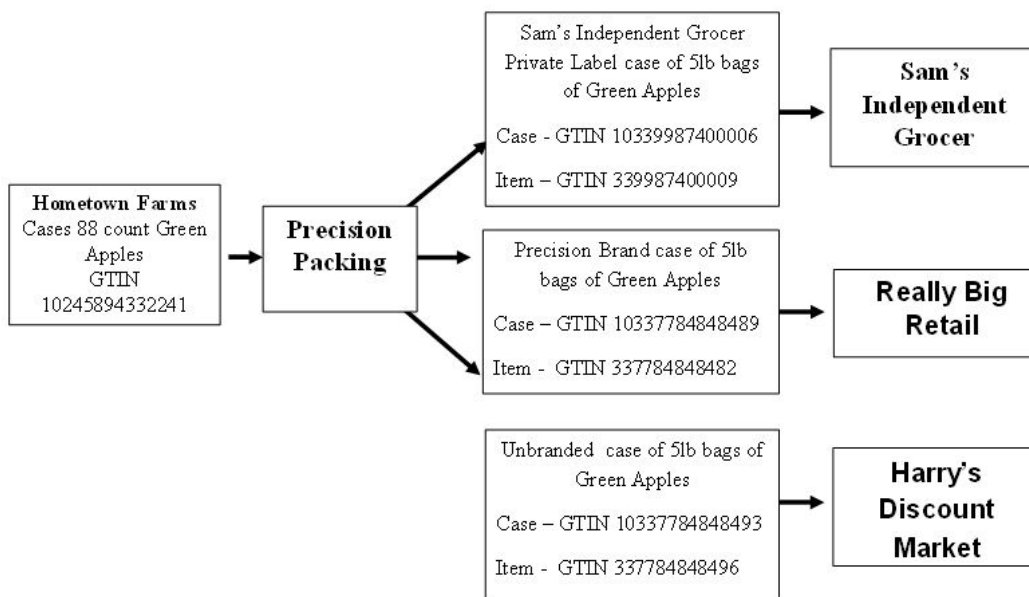 Hometown Farms
Cases 88 count Green
Apples
GTIN
10245894332241
Precision
Packing
Sam’s Independent Grocer
Private Label case of 5lb bags
of Green Apples
Case - GTIN 10339987400006
Item – GTIN 339987400009
Sam’s
Independent
Grocer
Precision Brand case of 5lb
bags of Green Apples
Case – GTIN 10337784848489
Item - GTIN 337784848482
Really Big
Retail
Unbranded case of 5lb bags of
Green Apples
Case – GTIN 10337784848493
Item - GTIN 337784848496
Harry’s
Discount
Market